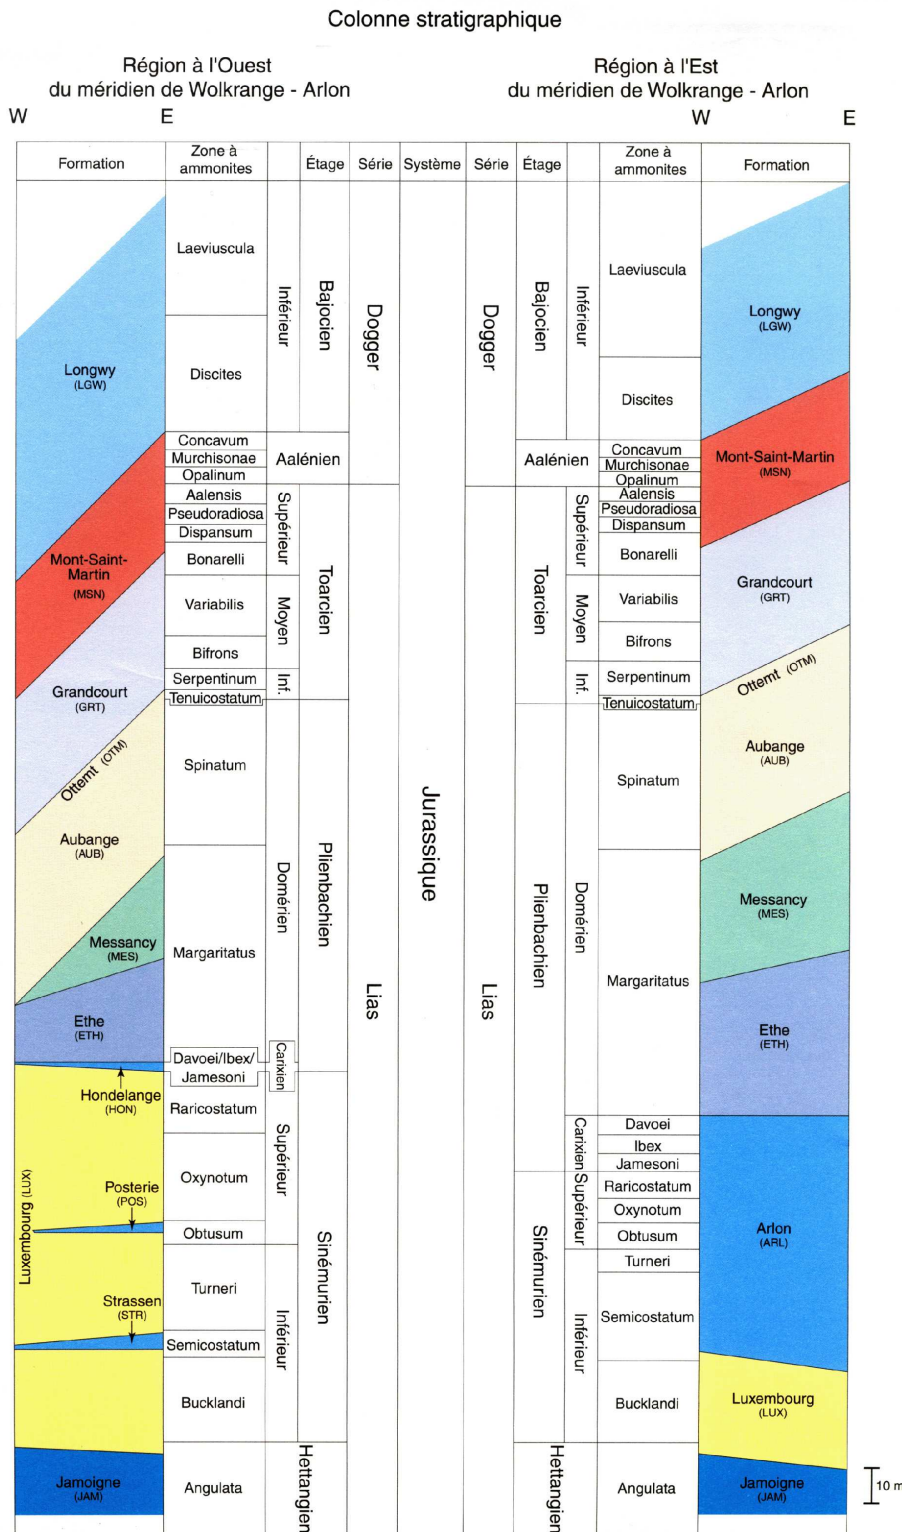 Colonne stratigraphique
Région à l'Ouest
du méridien de Wolkrange - Arlon
Région à l'Est
du méridien de Wolkrange - Arlon
W
E
W
E
Formation
Zone à
ammonites
Étage
Série
Système
Série
Étage
Zone à
ammonites
Formation
Longwy
(LGW)
Mont-Saint-
Martin
(MSN)
Grandcourt
(GRT)
Ottemt (OTM)
Aubange
(AUB)
Messancy
(MES)
Ethe
(ETH)
Hondelange
(HON)
Luxembourg (LUX)
Posterie
(POS)
Strassen
(STR)
Jamoigne
(JAM)
Laeviuscula
Discites
Concavum
Murchisonae
Opalinum
Aalensis
Pseudoradiosa
Dispansum
Bonarelli
Variabilis
Bifrons
Serpentinum
Tenuicostatum
Spinatum
Margaritatus
Davoei/Ibex/
Jamesoni
Raricostatum
Oxynotum
Obtusum
Turneri
Semicostatum
Bucklandi
Angulata
Inférieur
Supérieur
Moyen
Inf.
Domérien
Carixien
Supérieur
Inférieur
Bajocien
Aalénien
Toarcien
Plienbachien
Sinémurien
Hettangien
Dogger
Lias
Jurassique
Dogger
Lias
Bajocien
Aalénien
Toarcien
Plienbachien
Sinémurien
Hettangien
Inférieur
Supérieur
Moyen
Inf.
Domérien
Carixien
Supérieur
Inférieur
Laeviuscula
Discites
Concavum
Murchisonae
Opalinum
Aalensis
Pseudoradiosa
Dispansum
Bonarelli
Variabilis
Bifrons
Serpentinum
Tenuicostatum
Spinatum
Margaritatus
Davoei
Ibex
Jamesoni
Raricostatum
Oxynotum
Obtusum
Turneri
Semicostatum
Bucklandi
Angulata
Longwy
(LGW)
Mont-Saint-Martin
(MSN)
Grandcourt
(GRT)
Ottemt (OTM)
Aubange
(AUB)
Messancy
(MES)
Ethe
(ETH)
Arlon
(ARL)
Luxembourg
(LUX)
Jamoigne
(JAM)
10 m